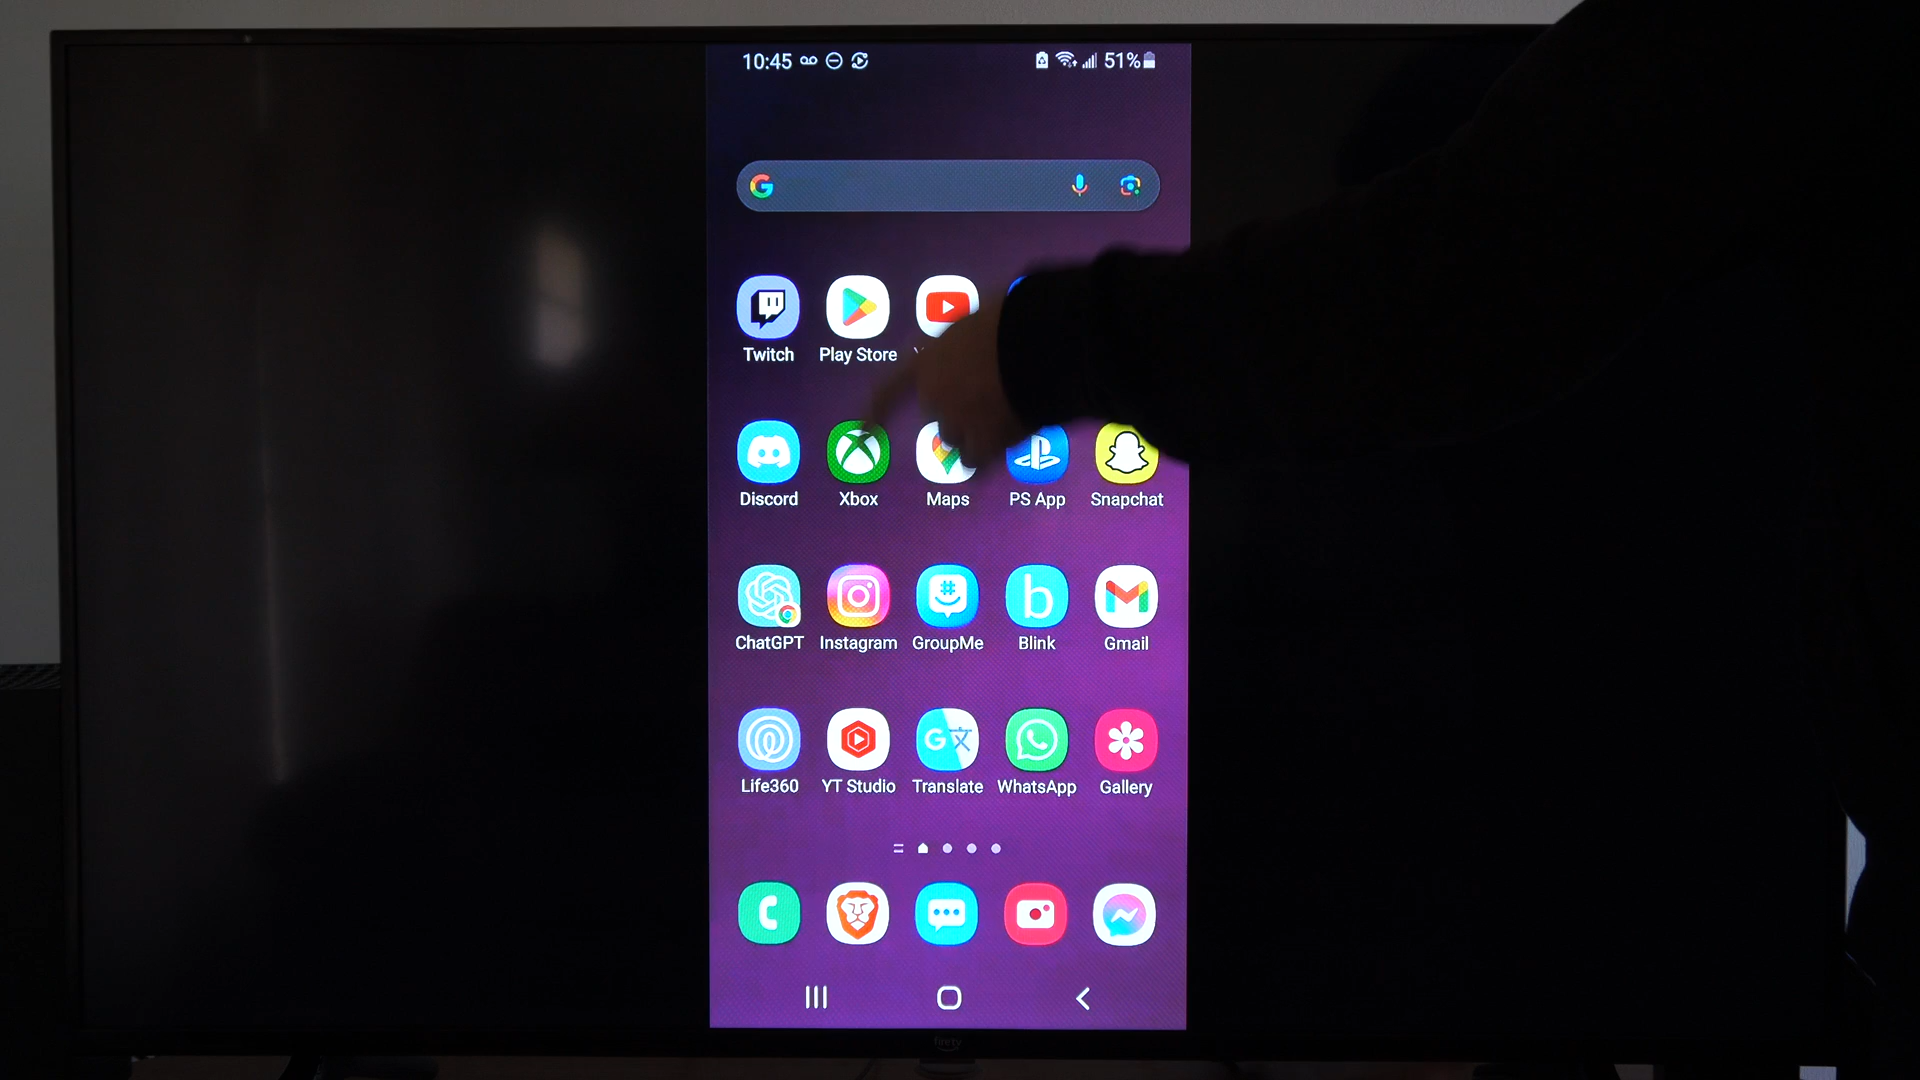 10:45 51%
Twitch Play Store
Discord Xbox Maps PS App Snapchat
ChatGPT Instagram GroupMe Blink Gmail
Life360 YT Studio Translate WhatsApp Gallery
firetv